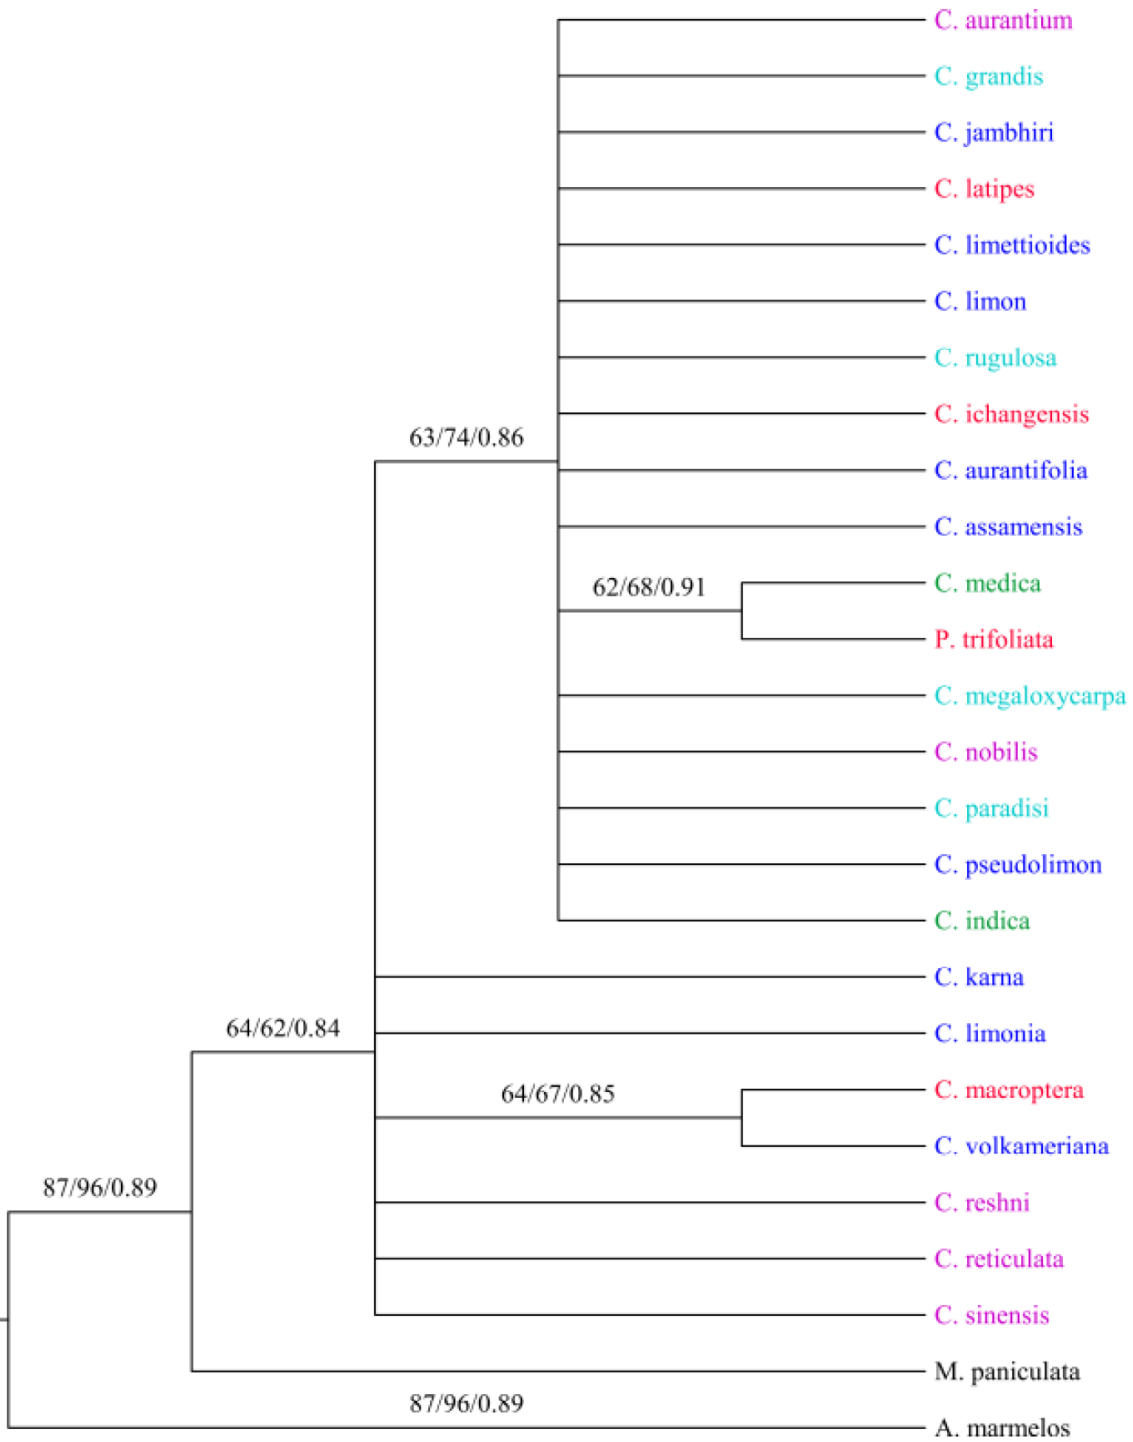 C. aurantium
C. grandis
C. jambhiri
C. latipes
C. limettioides
C. limon
C. rugulosa
C. ichangensis
63/74/0.86
C. aurantifolia
C. assamensis
C. medica
62/68/0.91
P. trifoliata
C. megaloxycarpa
C. nobilis
C. paradisi
C. pseudolimon
C. indica
C. karna
64/62/0.84
C. limonia
C. macroptera
64/67/0.85
C. volkameriana
87/96/0.89
C. reshni
C. reticulata
C. sinensis
M. paniculata
87/96/0.89
A. marmelos